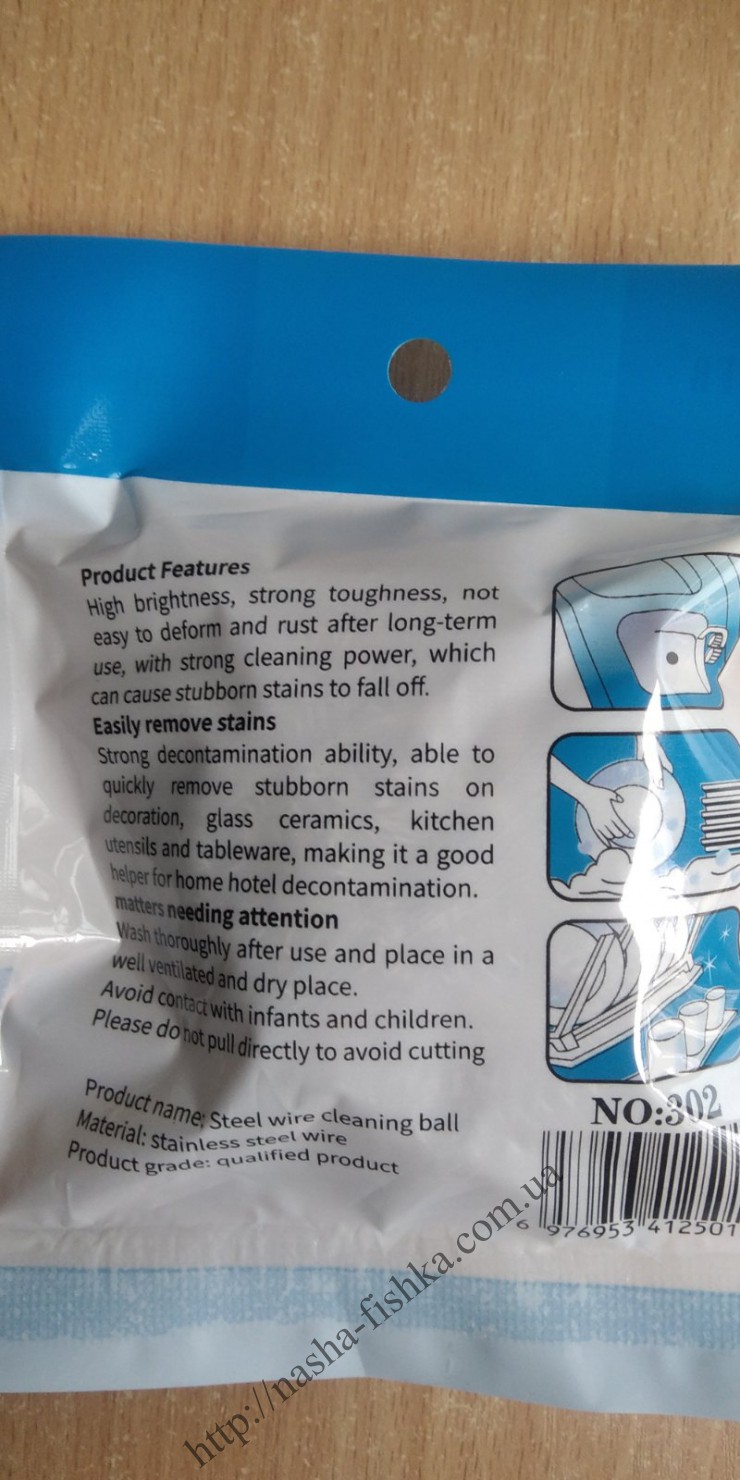 Product Features
High brightness, strong toughness, not
easy to deform and rust after long-term
use, with strong cleaning power, which
can cause stubborn stains to fall off.
Easily remove stains
Strong decontamination ability, able to
quickly remove stubborn stains on
decoration, glass ceramics, kitchen
utensils and tableware, making it a good
helper for home hotel decontamination.
matters needing attention
Wash thoroughly after use and place in a
well ventilated and dry place.
Avoid contact with infants and children.
Please do not pull directly to avoid cutting
Product name: Steel wire cleaning ball
Material: Stainless steel wire
Product grade: qualified product
NO:302
6 976953 412501
http://nasha-fishka.com.ua